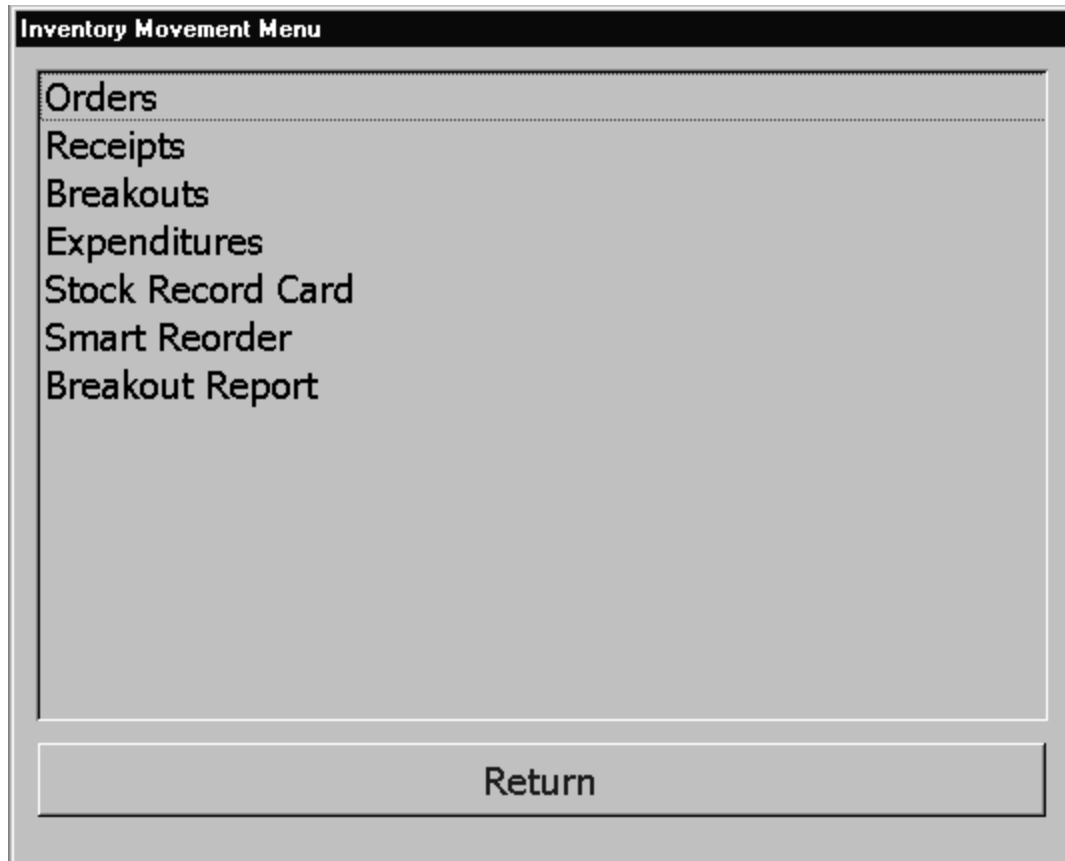 Inventory Movement Menu
Orders
Receipts
Breakouts
Expenditures
Stock Record Card
Smart Reorder
Breakout Report
Return